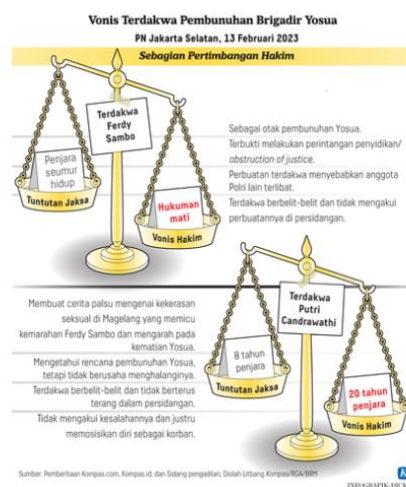 Vonis Terdakwa Pembunuhan Brigadir Yosua
PN Jakarta Selatan, 13 Februari 2023
Sebagian Pertimbangan Hakim
Terdakwa
Ferdy
Sambo
Penjara
seumur
hidup
Tuntutan Jaksa
Hukuman
mati
Vonis Hakim
Sebagai otak pembunuhan Yosua.
Terbukti melakukan perintangan penyidikan/
obstruction of justice.
Perbuatan terdakwa menyebabkan anggota
Polri lain terlibat.
Terdakwa berbelit-belit dan tidak mengakui
perbuatannya di persidangan.
Membuat cerita palsu mengenai kekerasan
seksual di Magelang yang memicu
kemarahan Ferdy Sambo dan mengarah pada
kematian Yosua.
Mengetahui rencana pembunuhan Yosua,
tetapi tidak berusaha menghalanginya.
Terdakwa berbelit-belit dan tidak berterus
terang dalam persidangan.
Tidak mengakui kesalahannya dan justru
memosisikan diri sebagai korban.
Terdakwa
Putri
Candrawathi
8 tahun
penjara
Tuntutan Jaksa
20 tahun
penjara
Vonis Hakim
Sumber: Pemberitaan Kompas.com, Kompas.id, dan Sidang pengadilan; Diolah Litbang Kompas/RGA/BRM
INFOGRAFIK: DICK